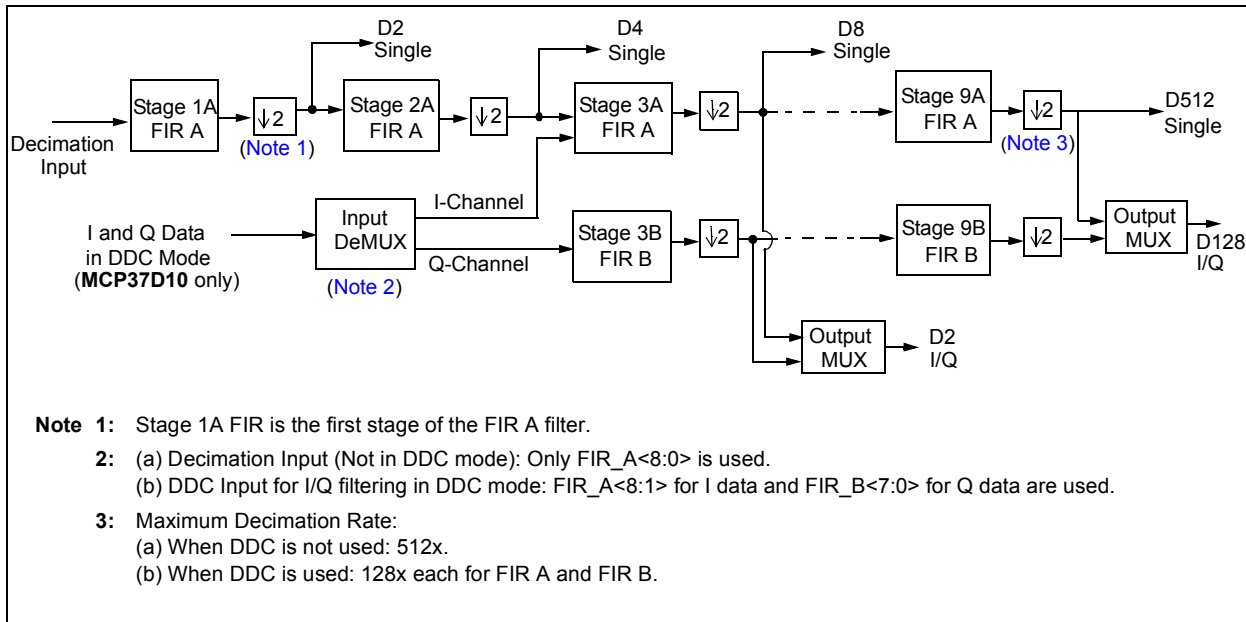 D2
Single
D4
Single
D8
Single
Stage 1A
FIR A
↓2
(Note 1)
Stage 2A
FIR A
↓2
Stage 3A
FIR A
↓2
Stage 9A
FIR A
↓2
(Note 3)
D512
Single
Decimation
Input
I and Q Data
in DDC Mode
(MCP37D10 only)
Input
DeMUX
(Note 2)
I-Channel
Q-Channel
Stage 3B
FIR B
↓2
Stage 9B
FIR B
↓2
Output
MUX
D128
I/Q
Output
MUX
D2
I/Q
Note 1: Stage 1A FIR is the first stage of the FIR A filter.
2: (a) Decimation Input (Not in DDC mode): Only FIR_A<8:0> is used.
(b) DDC Input for I/Q filtering in DDC mode: FIR_A<8:1> for I data and FIR_B<7:0> for Q data are used.
3: Maximum Decimation Rate:
(a) When DDC is not used: 512x.
(b) When DDC is used: 128x each for FIR A and FIR B.